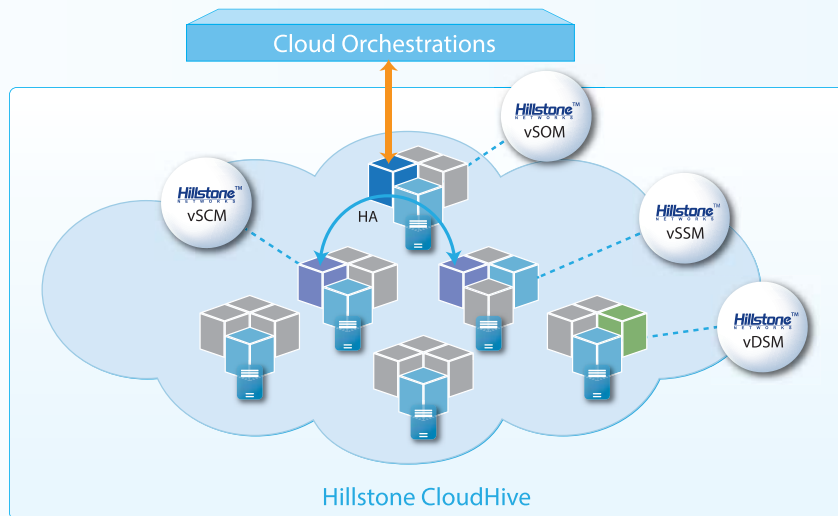 Cloud Orchestrations
Hillstone™
NETWORKS
vSOM
Hillstone™
NETWORKS
vSCM
HA
Hillstone™
NETWORKS
vSSM
Hillstone™
NETWORKS
vDSM
Hillstone CloudHive